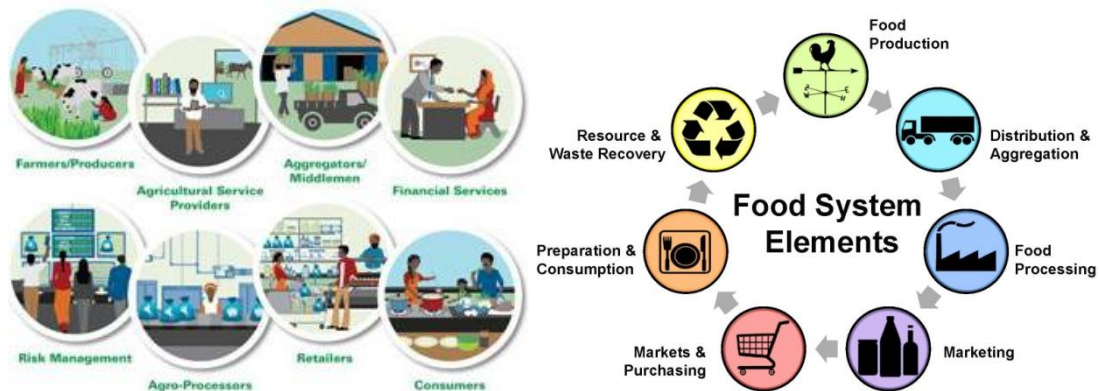 Farmers/Producers
Agricultural Service
Providers
Aggregators/
Middlemen
Financial Services
Risk Management
Agro-Processors
Retailers
Consumers
Food System
Elements
Food
Production
Distribution &
Aggregation
Food
Processing
Marketing
Markets &
Purchasing
Preparation &
Consumption
Resource &
Waste Recovery